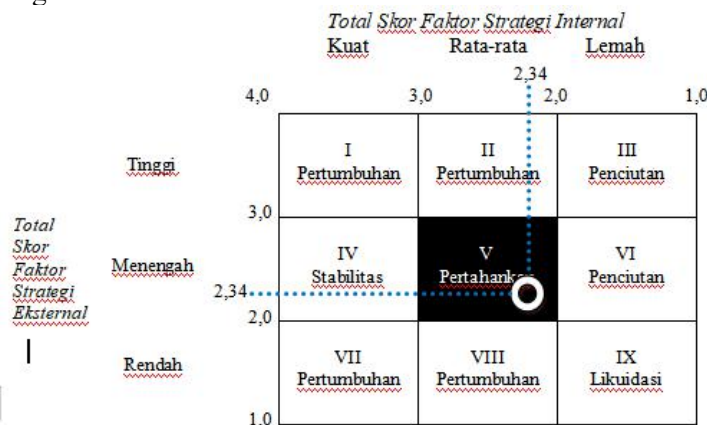 Total Skor Faktor Strategi Internal
Kuat Rata-rata Lemah
2,34
4,0 3,0 2,0 1,0
Tinggi
I
Pertumbuhan
II
Pertumbuhan
III
Penciutan
3,0
Total
Skor
Faktor
Strategi
Eksternal
Menengah
IV
Stabilitas
V
VI
Penciutan
2,34
2,0
Rendah
VII
Pertumbuhan
VIII
Pertumbuhan
IX
Likuidasi
1,0